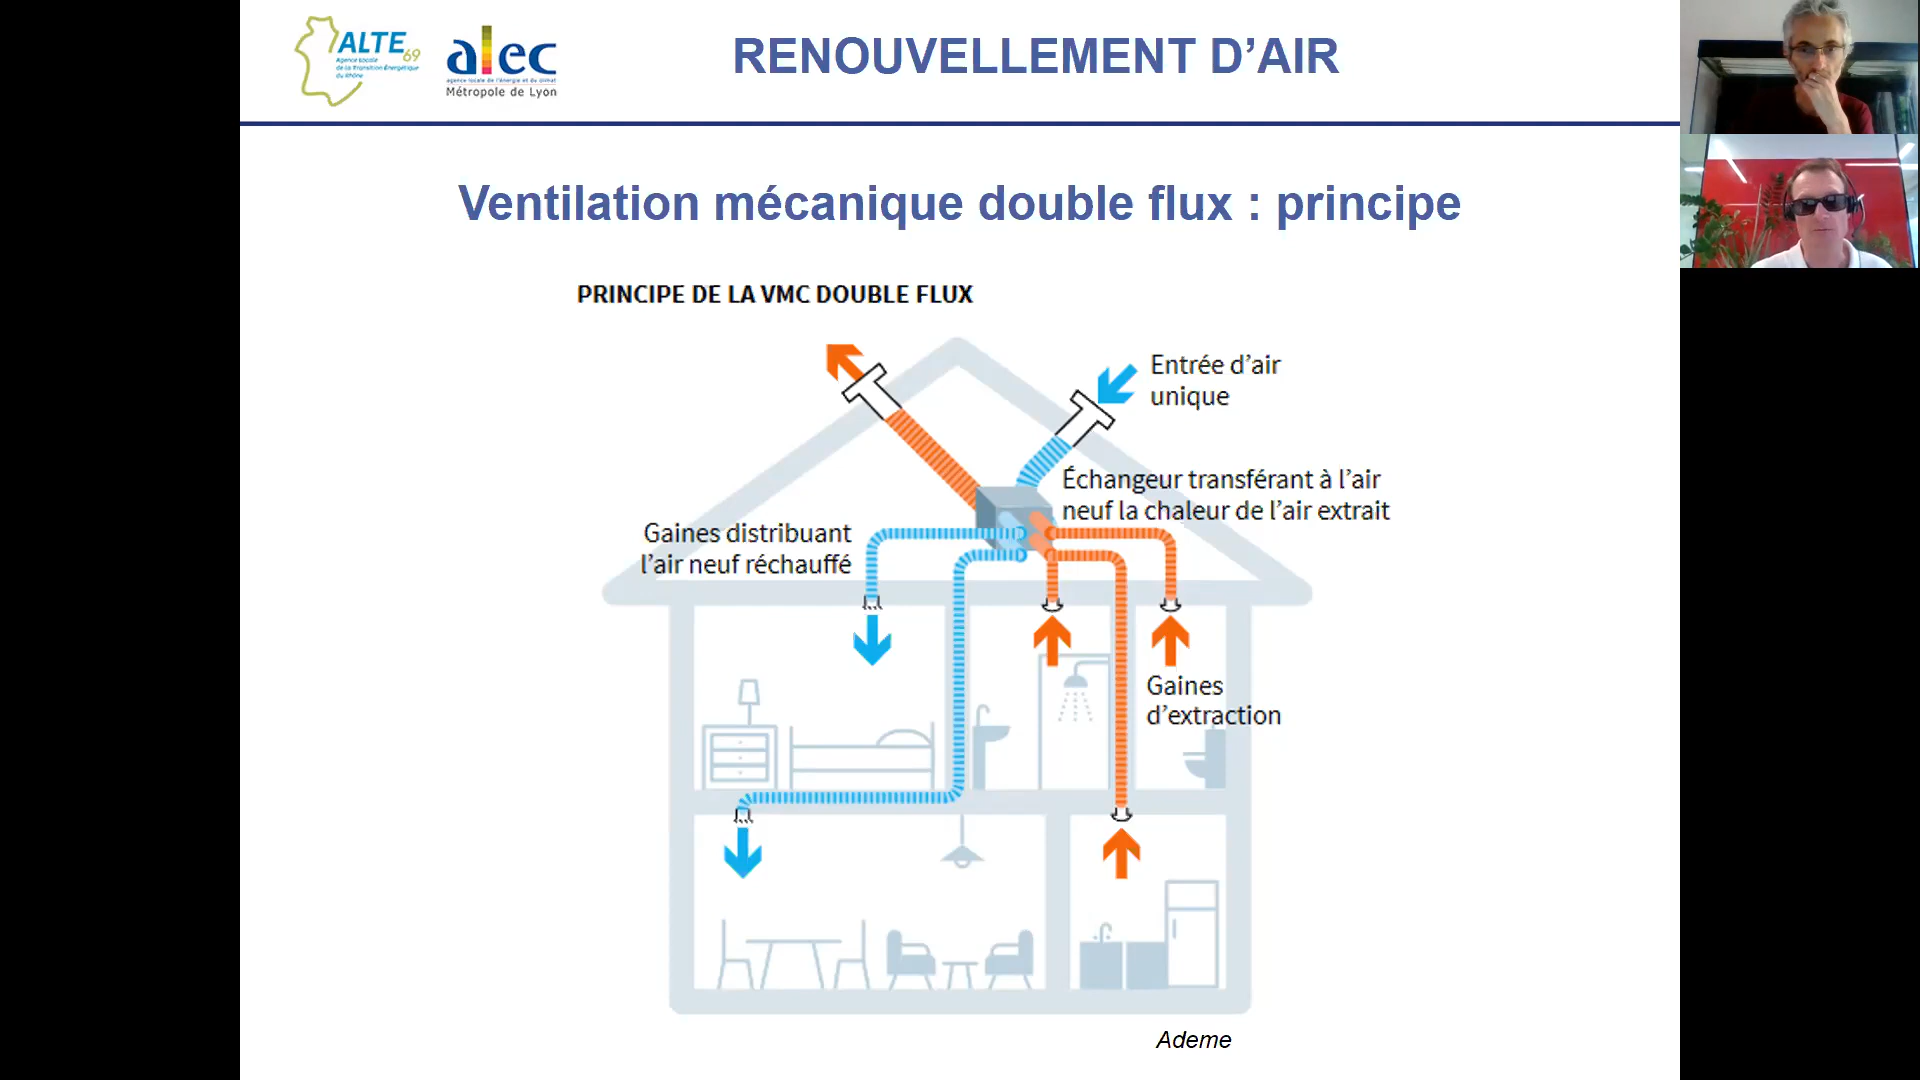 ALTE
69
Agence Locale
de la Transition Énergétique
du Rhône
alec
agence locale de l'énergie et du climat
Métropole de Lyon
RENOUVELLEMENT D'AIR
Ventilation mécanique double flux : principe
PRINCIPE DE LA VMC DOUBLE FLUX
Entrée d'air
unique
Échangeur transférant à l'air
neuf la chaleur de l'air extrait
Gaines distribuant
l'air neuf réchauffé
Gaines
d'extraction
Ademe